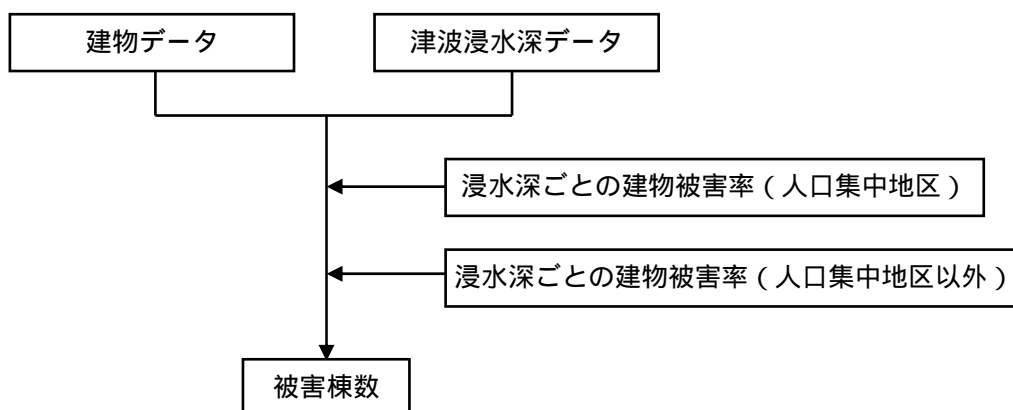 建物データ
津波浸水深データ
浸水深ごとの建物被害率(人口集中地区)
浸水深ごとの建物被害率(人口集中地区以外)
被害棟数